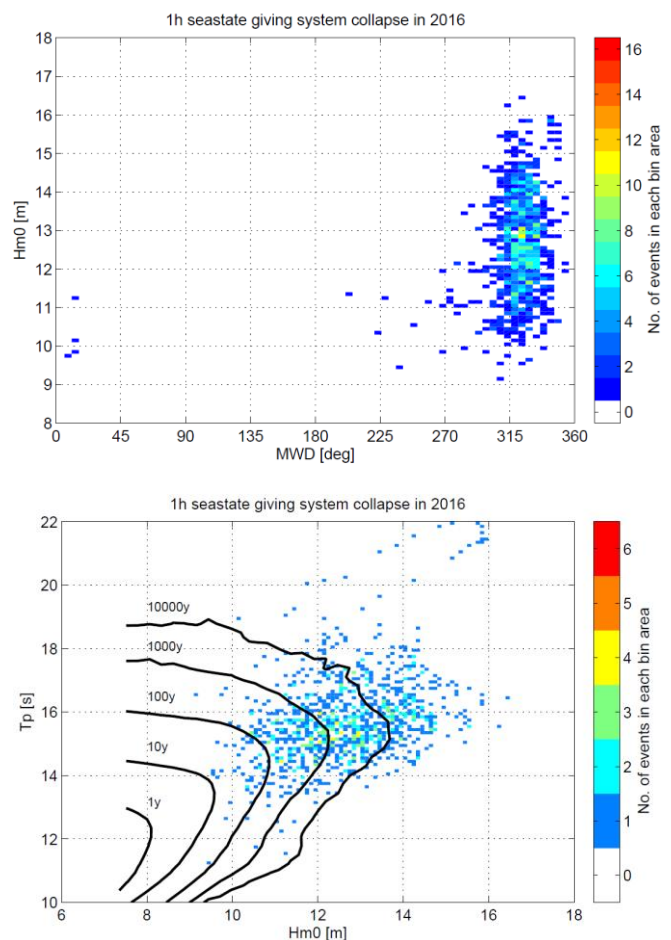 1h seastate giving system collapse in 2016
18
17
16
15
14
13
12
11
10
9
8
Hm0 [m]
0 45 90 135 180 225 270 315 360
MWD [deg]
16
14
12
10
8
6
4
2
0
No. of events in each bin area
1h seastate giving system collapse in 2016
22
20
18
16
14
12
10
Tp [s]
10000y
1000y
100y
10y
1y
6 8 10 12 14 16 18
Hm0 [m]
6
5
4
3
2
1
0
No. of events in each bin area